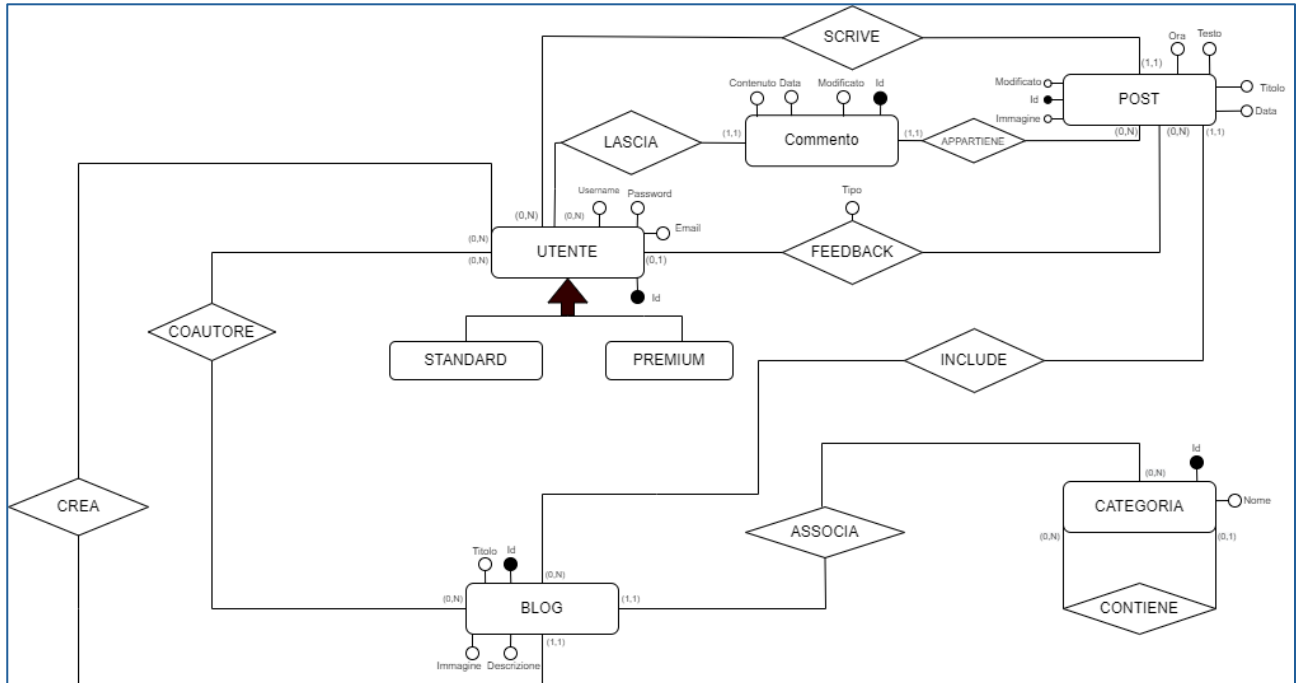 SCRIVE
Ora
Testo
(1,1)
Modificato
Id
Immagine
POST
Titolo
Data
(0,N)
(0,N)
(1,1)
Contenuto
Data
Modificato
Id
LASCIA
(1,1)
Commento
(1,1)
APPARTIENE
Username
Password
Tipo
(0,N)
(0,N)
Email
(0,N)
(0,N)
UTENTE
(0,1)
FEEDBACK
Id
COAUTORE
STANDARD
PREMIUM
INCLUDE
Id
(0,N)
CREA
CATEGORIA
Nome
ASSOCIA
(0,N)
(0,1)
Titolo
Id
(0,N)
(0,N)
BLOG
(1,1)
CONTIENE
(1,1)
Immagine
Descrizione